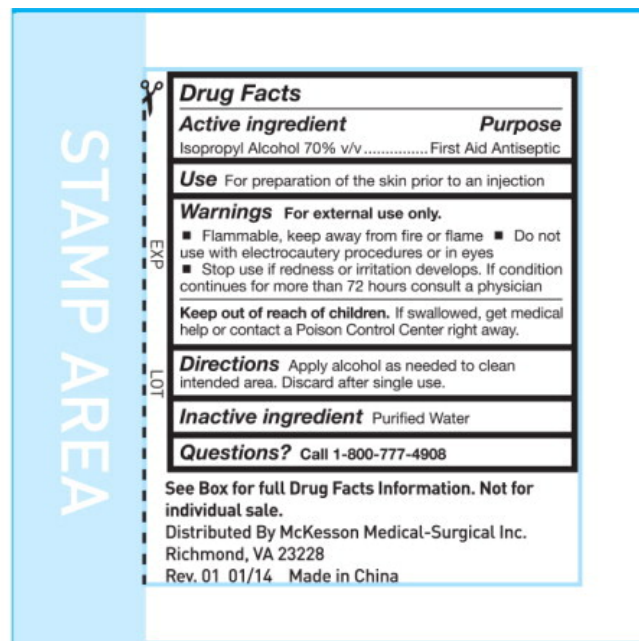 STAMP AREA
EXP
LOT
Drug Facts
Active ingredient Purpose
Isopropyl Alcohol 70% v/v...............First Aid Antiseptic
Use For preparation of the skin prior to an injection
Warnings For external use only.
■ Flammable, keep away from fire or flame ■ Do not
use with electrocautery procedures or in eyes
■ Stop use if redness or irritation develops. If condition
continues for more than 72 hours consult a physician
Keep out of reach of children. If swallowed, get medical
help or contact a Poison Control Center right away.
Directions Apply alcohol as needed to clean
intended area. Discard after single use.
Inactive ingredient Purified Water
Questions? Call 1-800-777-4908
See Box for full Drug Facts Information. Not for
individual sale.
Distributed By McKesson Medical-Surgical Inc.
Richmond, VA 23228
Rev. 01 01/14 Made in China